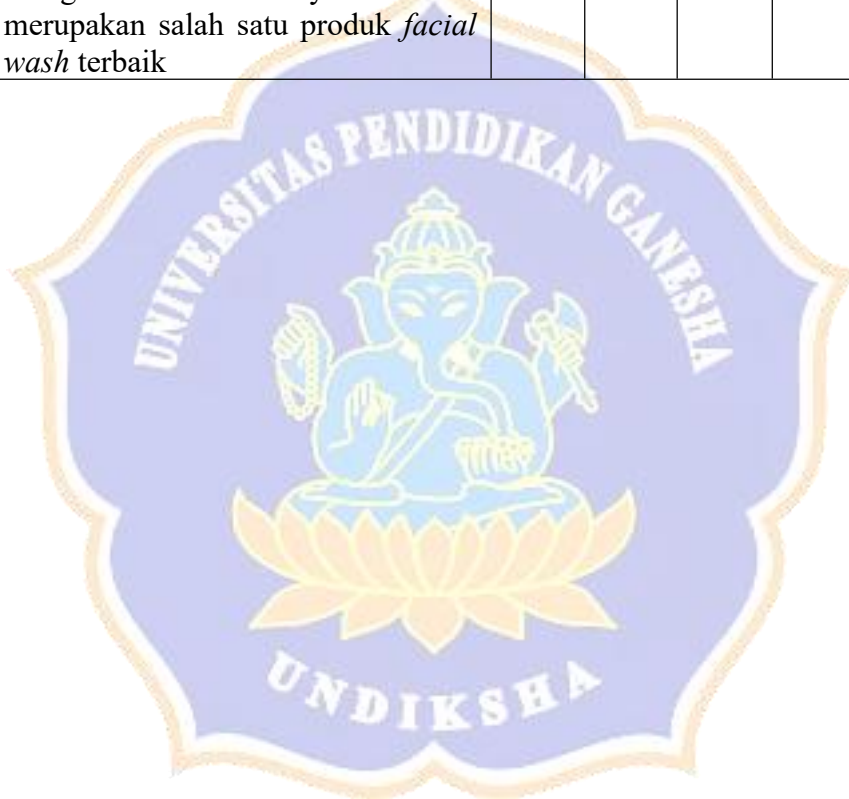 merupakan salah satu produk facial
wash terbaik
UNIVERSITAS PENDIDIKAN GANESHA
UNDIKSHA